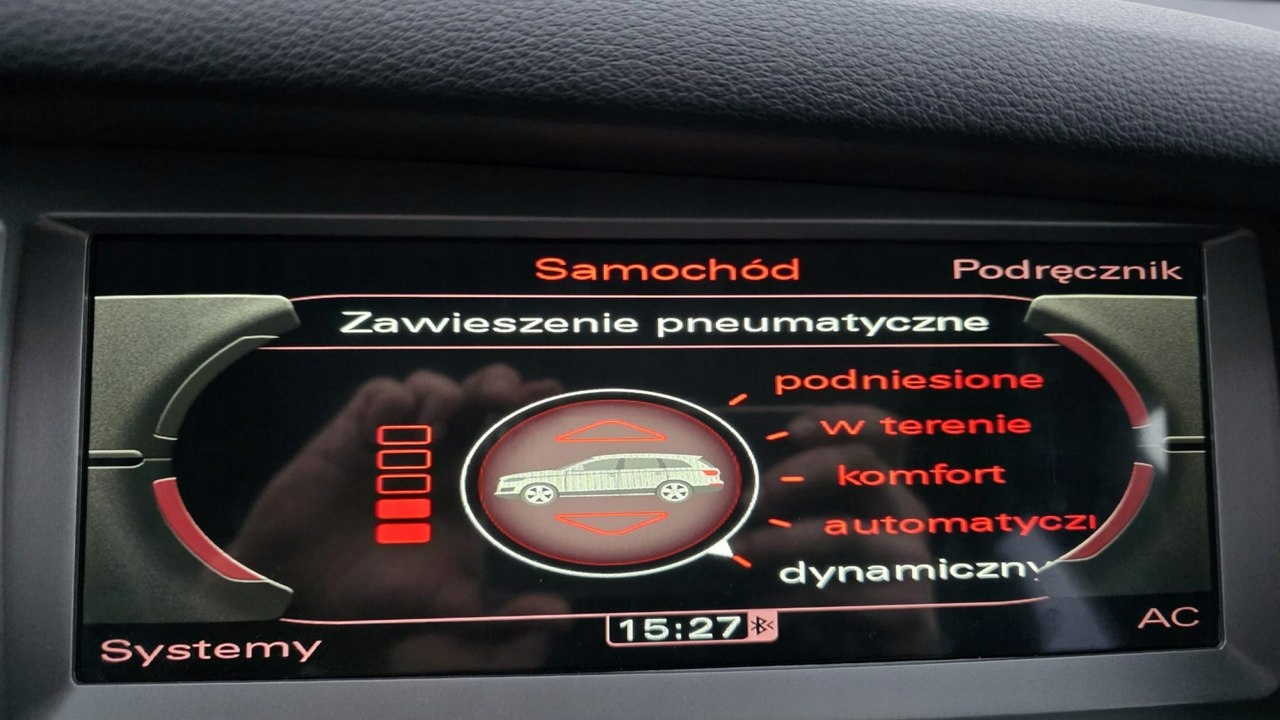 Samochód
Podręcznik
Zawieszenie pneumatyczne
podniesione
w terenie
komfort
automatyczı
dynamiczny
15:27
Systemy
AC